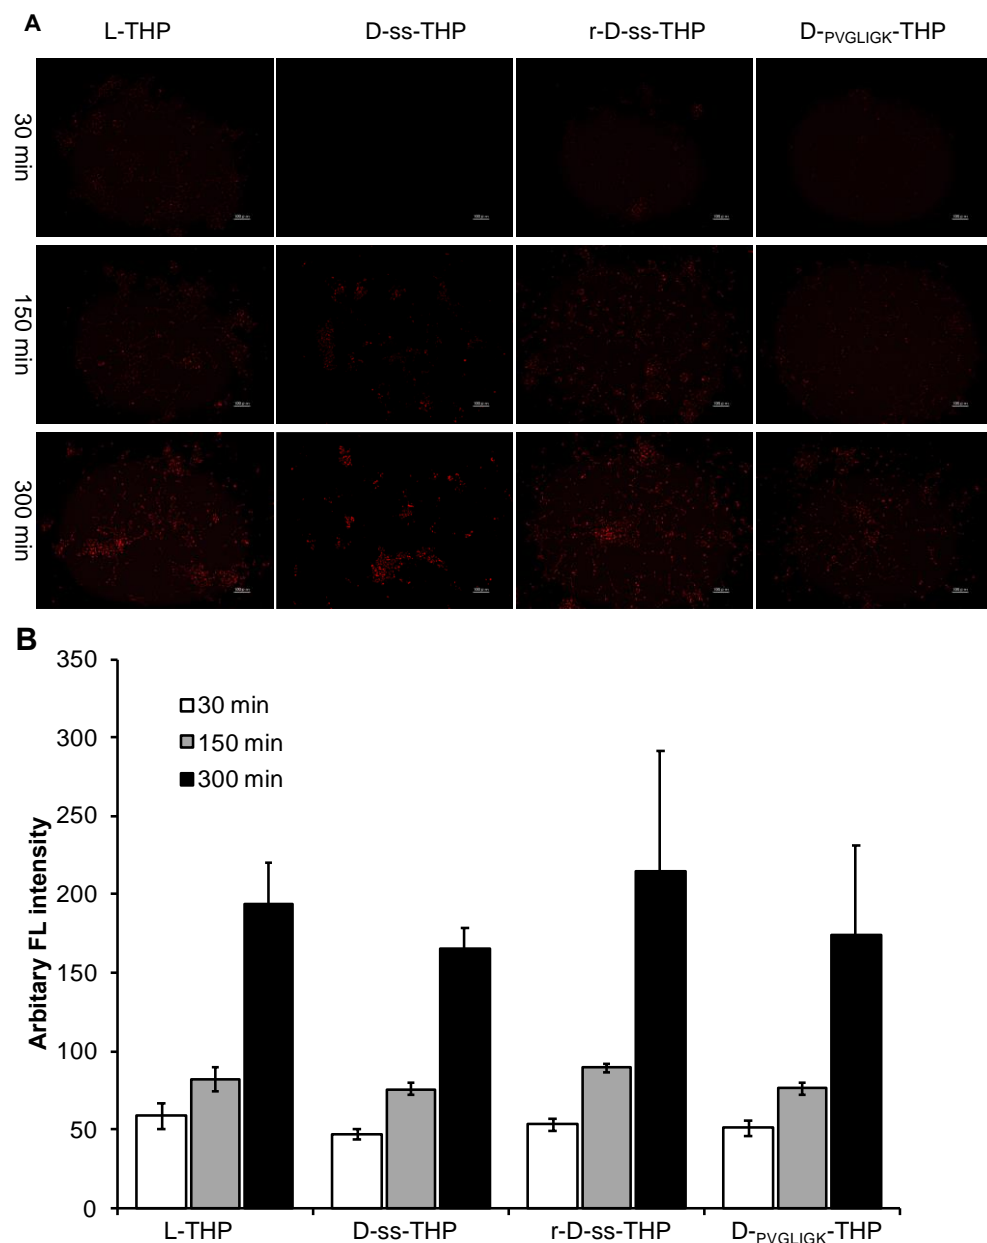 A
L-THP D-ss-THP r-D-ss-THP D-PVGLIGK-THP
30 min
150 min
300 min
B
350
300
250
200
150
100
50
0
Arbitary FL intensity
30 min
150 min
300 min
L-THP D-ss-THP r-D-ss-THP D-PVGLIGK-THP